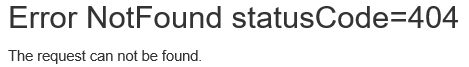 Error NotFound statusCode=404
The request can not be found.